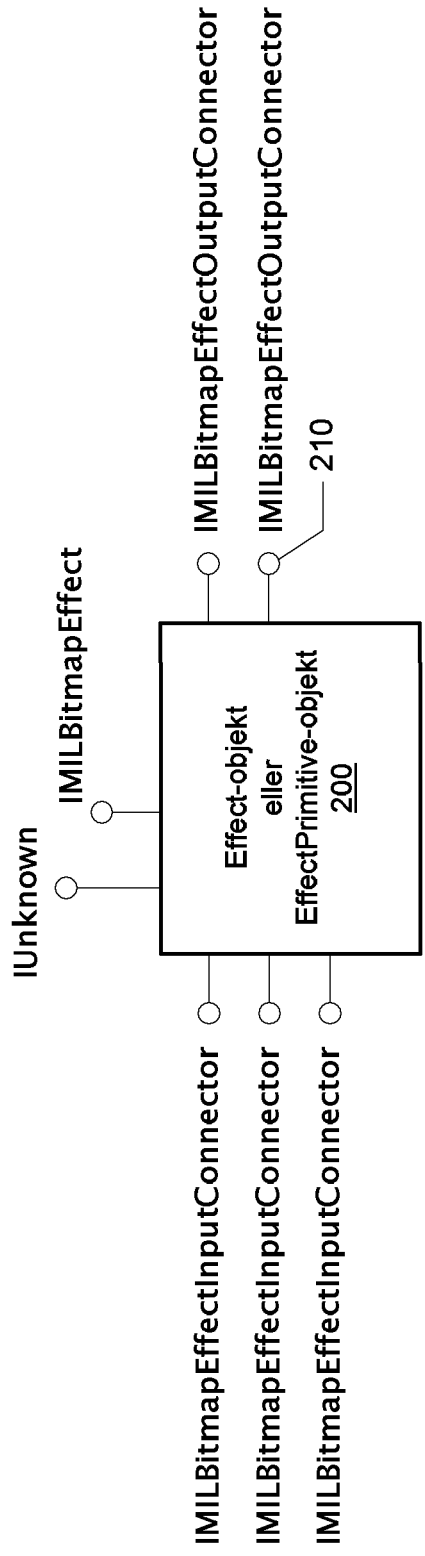 IUnknown
IMILBitmapEffect
IMILBitmapEffectInputConnector
IMILBitmapEffectInputConnector
IMILBitmapEffectInputConnector
Effect-objekt
eller
EffectPrimitive-objekt
200
IMILBitmapEffectOutputConnector
IMILBitmapEffectOutputConnector
210